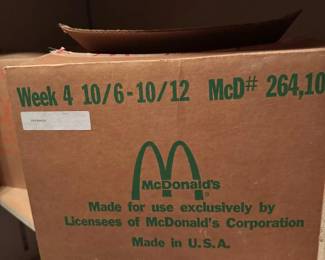 Week 4 10/6-10/12 McD# 264,10
McDonald's
®
Made for use exclusively by
Licensees of McDonald's Corporation
Made in U.S.A.